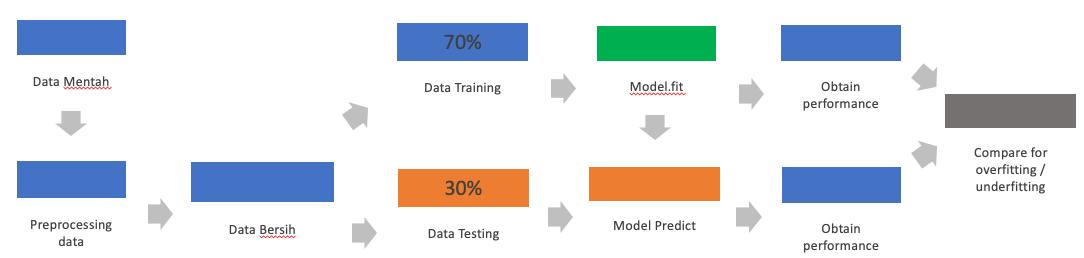 Data Mentah
Preprocessing
data
Data Bersih
70%
Data Training
30%
Data Testing
Model.fit
Model Predict
Obtain
performance
Obtain
performance
Compare for
overfitting /
underfitting